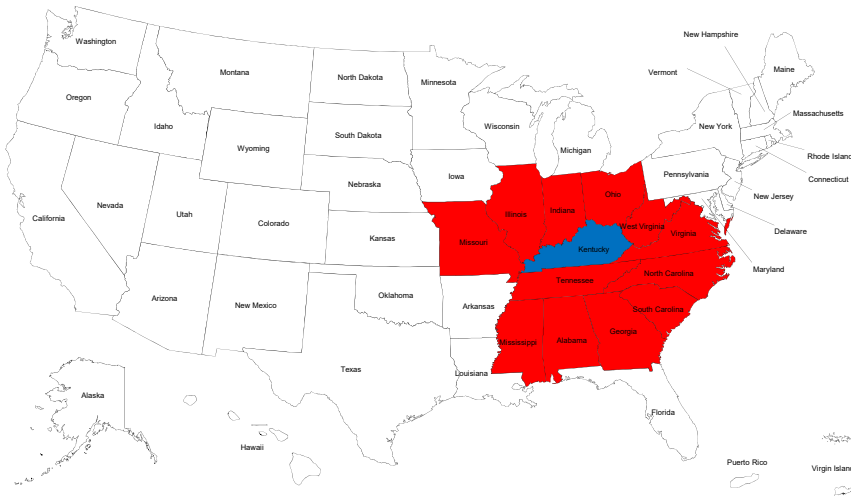 New Hampshire
Washington
Vermont
Maine
Montana
North Dakota
Minnesota
Oregon
Massachusetts
Idaho
South Dakota
Wisconsin
New York
Wyoming
Michigan
Rhode Island
Pennsylvania
Connecticut
Iowa
Nebraska
Ohio
New Jersey
Nevada
Illinois
Indiana
California
Utah
Colorado
West Virginia
Virginia
Delaware
Kansas
Missouri
Kentucky
Maryland
North Carolina
Tennessee
Arizona
New Mexico
Oklahoma
Arkansas
South Carolina
Georgia
Mississippi
Alabama
Texas
Louisiana
Alaska
Florida
Hawaii
Puerto Rico
Virgin Islan